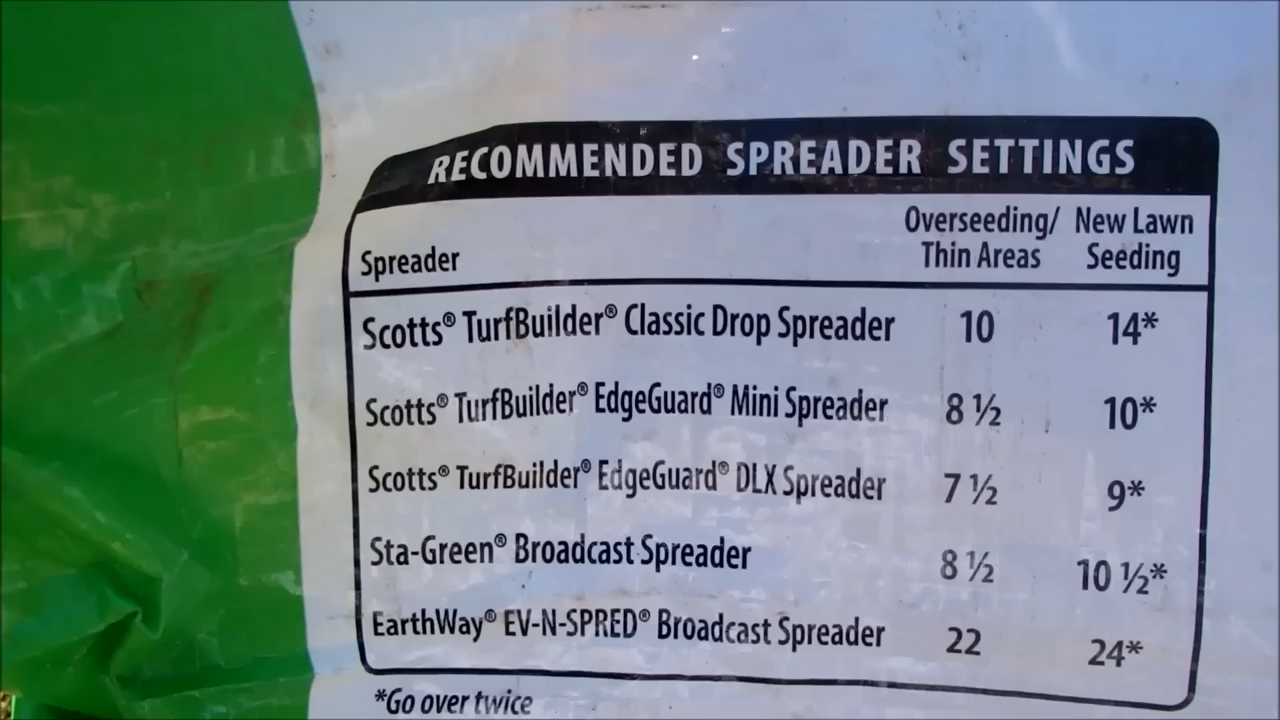 RECOMMENDED SPREADER SETTINGS
Spreader Overseeding/ Thin Areas New Lawn Seeding
Scotts® TurfBuilder® Classic Drop Spreader 10 14*
Scotts® TurfBuilder® EdgeGuard® Mini Spreader 8 ½ 10*
Scotts® TurfBuilder® EdgeGuard® DLX Spreader 7 ½ 9*
Sta-Green® Broadcast Spreader 8 ½ 10 ½*
EarthWay® EV-N-SPRED® Broadcast Spreader 22 24*
*Go over twice